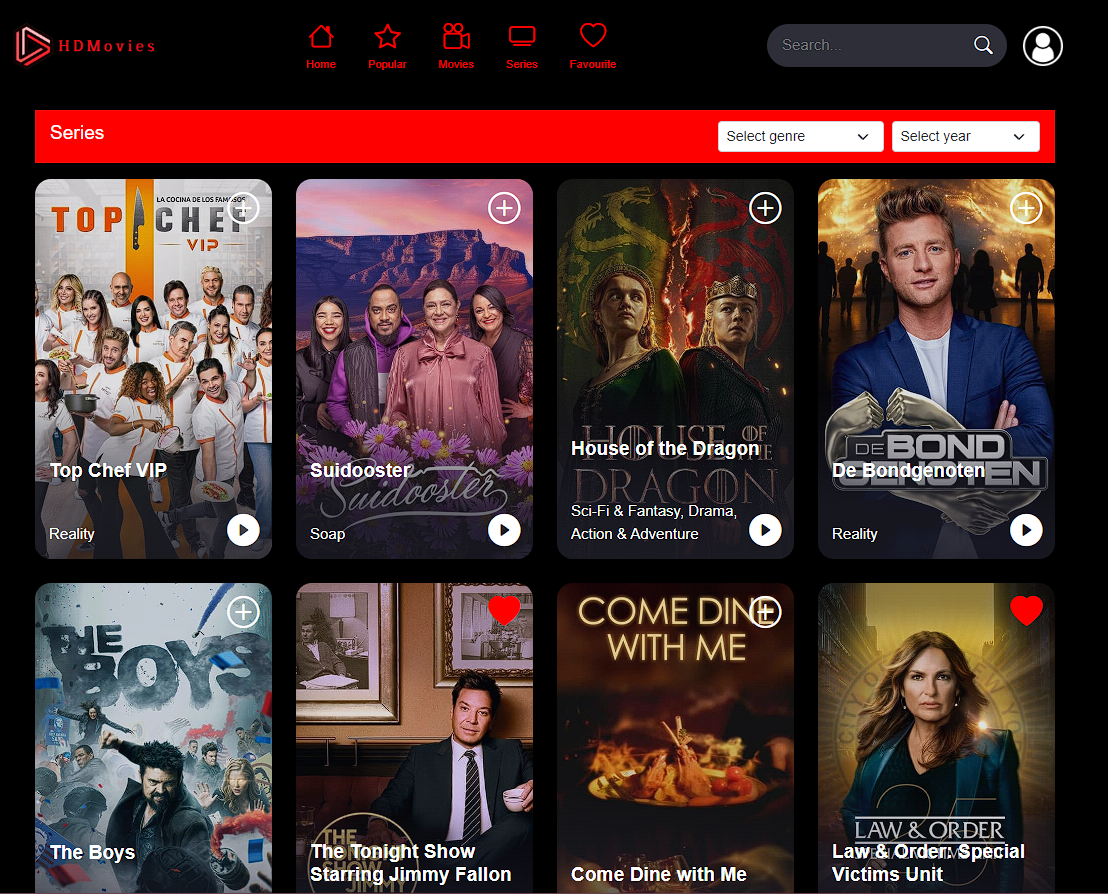 HDMovies
Home
Popular
Movies
Series
Favourite
Search...
Series
Select genre
Select year
LA COCINA DE LOS FAMOSOS
TOP CHEF
VIP
Top Chef VIP
Reality
Suidooster
Suidooster
Soap
HOUSE OF
THE
DRAGON
House of the Dragon
Sci-Fi & Fantasy, Drama,
Action & Adventure
DE BOND
GENOTEN
De Bondgenoten
Reality
THE
BOYS
The Boys
THE
SHOW
JIMMY
The Tonight Show
Starring Jimmy Fallon
COME DINE
WITH ME
Come Dine with Me
25
LAW & ORDER
Law & Order: Special
Victims Unit